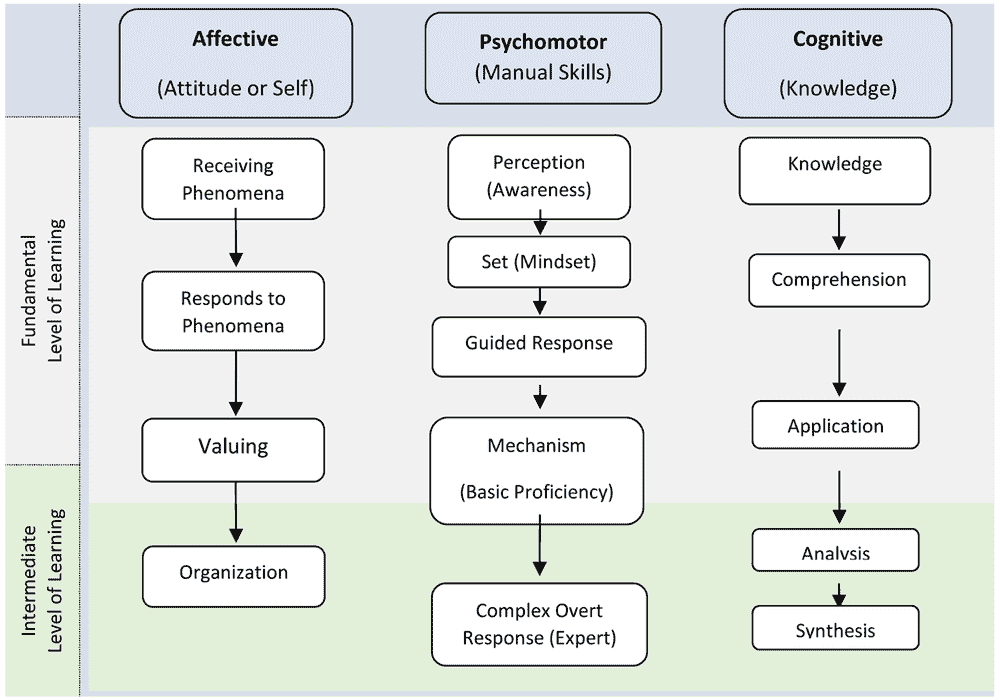 Affective
(Attitude or Self)
Psychomotor
(Manual Skills)
Cognitive
(Knowledge)
Fundamental
Level of Learning
Receiving
Phenomena
Responds to
Phenomena
Valuing
Perception
(Awareness)
Set (Mindset)
Guided Response
Mechanism
(Basic Proficiency)
Knowledge
Comprehension
Application
Intermediate
Level of Learning
Organization
Complex Overt
Response (Expert)
Analysis
Synthesis